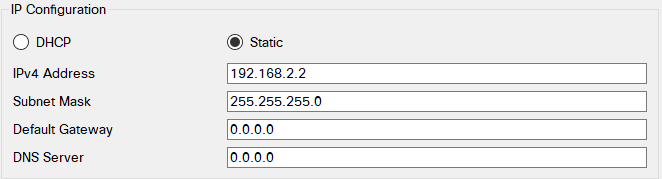 IP Configuration
DHCP Static
IPv4 Address 192.168.2.2
Subnet Mask 255.255.255.0
Default Gateway 0.0.0.0
DNS Server 0.0.0.0